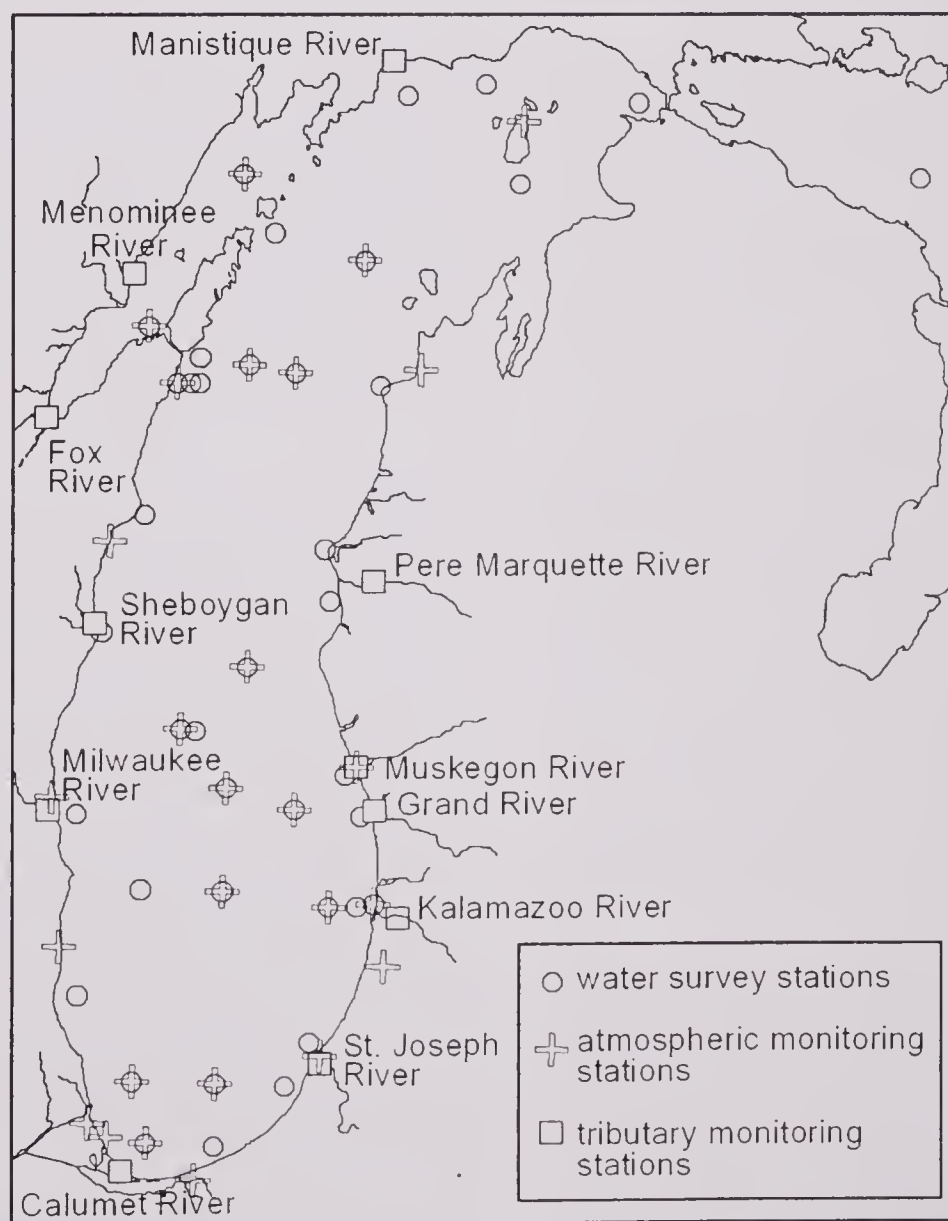 Manistique River
Menominee
River
Fox
River
Pere Marquette River
Sheboygan
River
Milwaukee
River
Muskegon River
Grand River
Kalamazoo River
St. Joseph
River
Calumet River
water survey stations
atmospheric monitoring
stations
tributary monitoring
stations